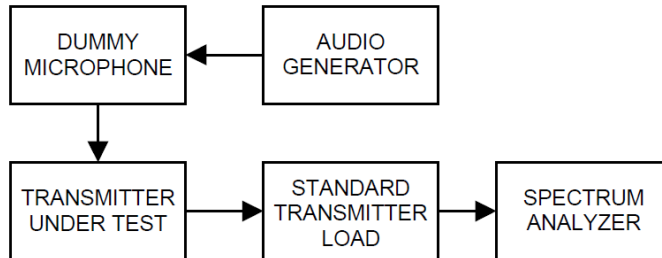 DUMMY
MICROPHONE
AUDIO
GENERATOR
TRANSMITTER
UNDER TEST
STANDARD
TRANSMITTER
LOAD
SPECTRUM
ANALYZER